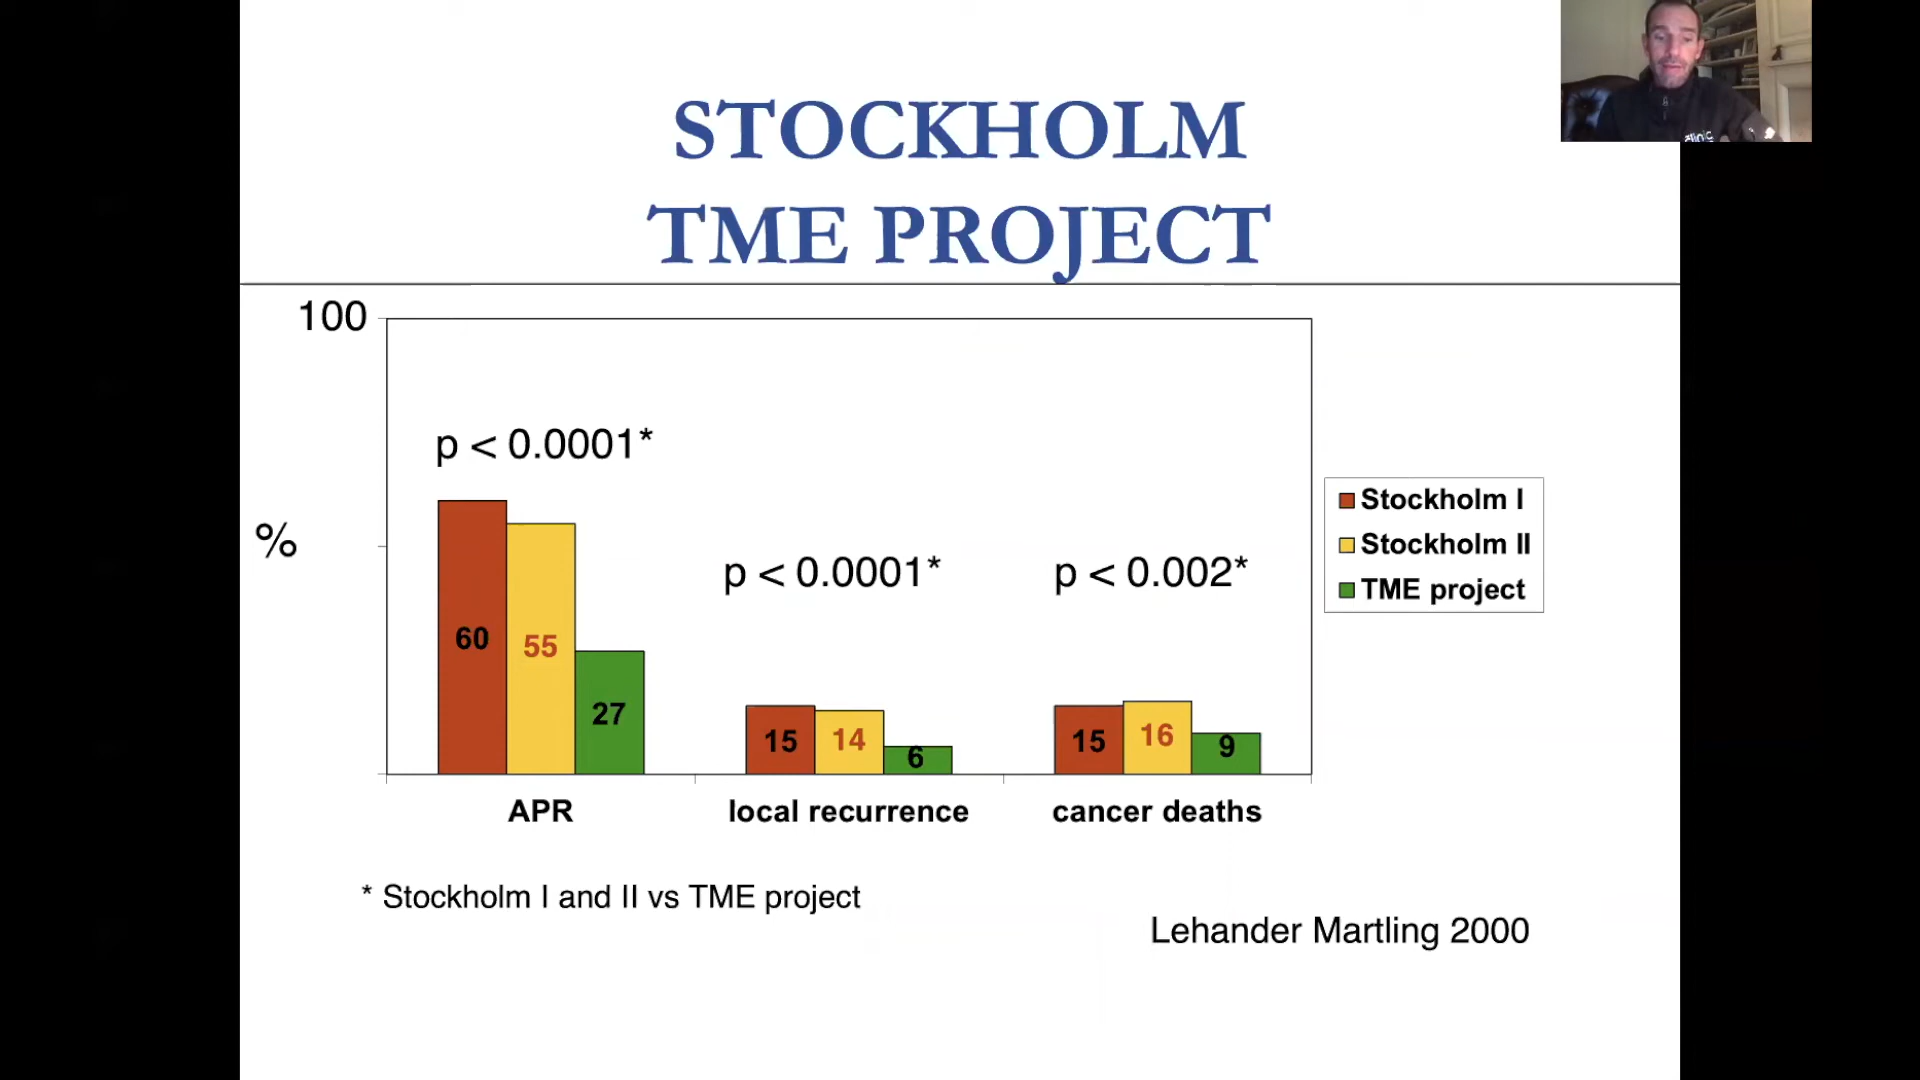 STOCKHOLM
TME PROJECT
100
%
p < 0.0001*
p < 0.0001*
p < 0.002*
60
55
27
15
14
6
15
16
9
APR
local recurrence
cancer deaths
Stockholm I
Stockholm II
TME project
* Stockholm I and II vs TME project
Lehander Martling 2000
clinic